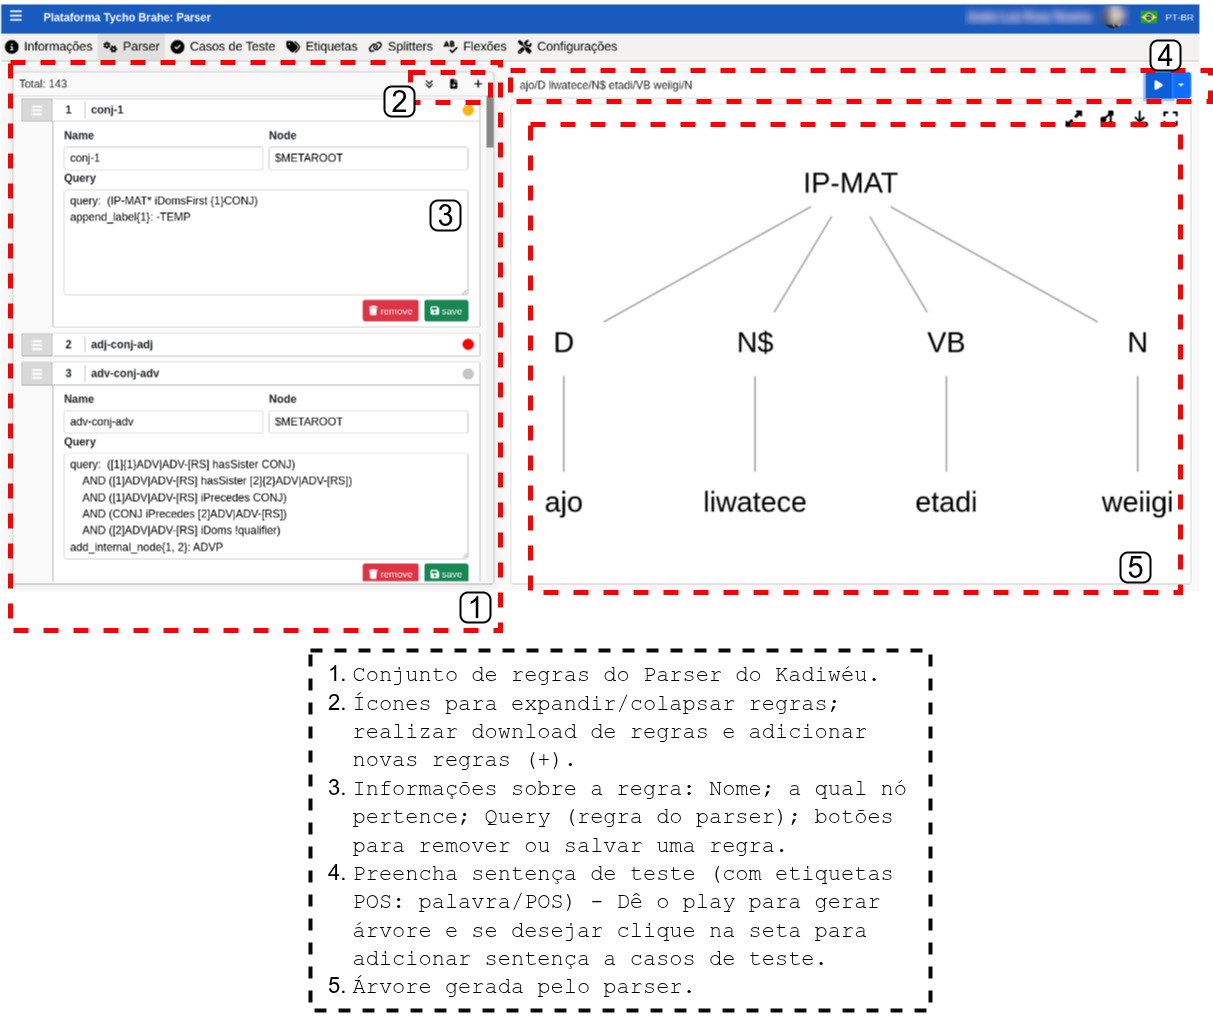 Plataforma Tycho Brahe: Parser
PT-BR
Informações Parser Casos de Teste Etiquetas Splitters Flexões Configurações
Total: 143
2
1 conj-1
Name Node
conj-1 $METAROOT
Query
query: (IP-MAT* iDomsFirst {1}CONJ)
append_label{1}: -TEMP
3
remove save
2 adj-conj-adj
3 adv-conj-adv
Name Node
adv-conj-adv $METAROOT
Query
query: ([1]{1}ADV|ADV-[RS] hasSister CONJ)
AND ([1]ADV|ADV-[RS] hasSister [2]{2}ADV|ADV-[RS])
AND ([1]ADV|ADV-[RS] iPrecedes CONJ)
AND (CONJ iPrecedes [2]ADV|ADV-[RS])
AND ([2]ADV|ADV-[RS] iDoms !qualifier)
add_internal_node{1, 2}: ADVP
remove save
1
4
ajo/D liwatece/N$ etadi/VB weiigi/N
IP-MAT
D N$ VB N
ajo liwatece etadi weiigi
5
1. Conjunto de regras do Parser do Kadiwéu.
2. Ícones para expandir/colapsar regras;
realizar download de regras e adicionar
novas regras (+).
3. Informações sobre a regra: Nome; a qual nó
pertence; Query (regra do parser); botões
para remover ou salvar uma regra.
4. Preencha sentença de teste (com etiquetas
POS: palavra/POS) - Dê o play para gerar
árvore e se desejar clique na seta para
adicionar sentença a casos de teste.
5. Árvore gerada pelo parser.